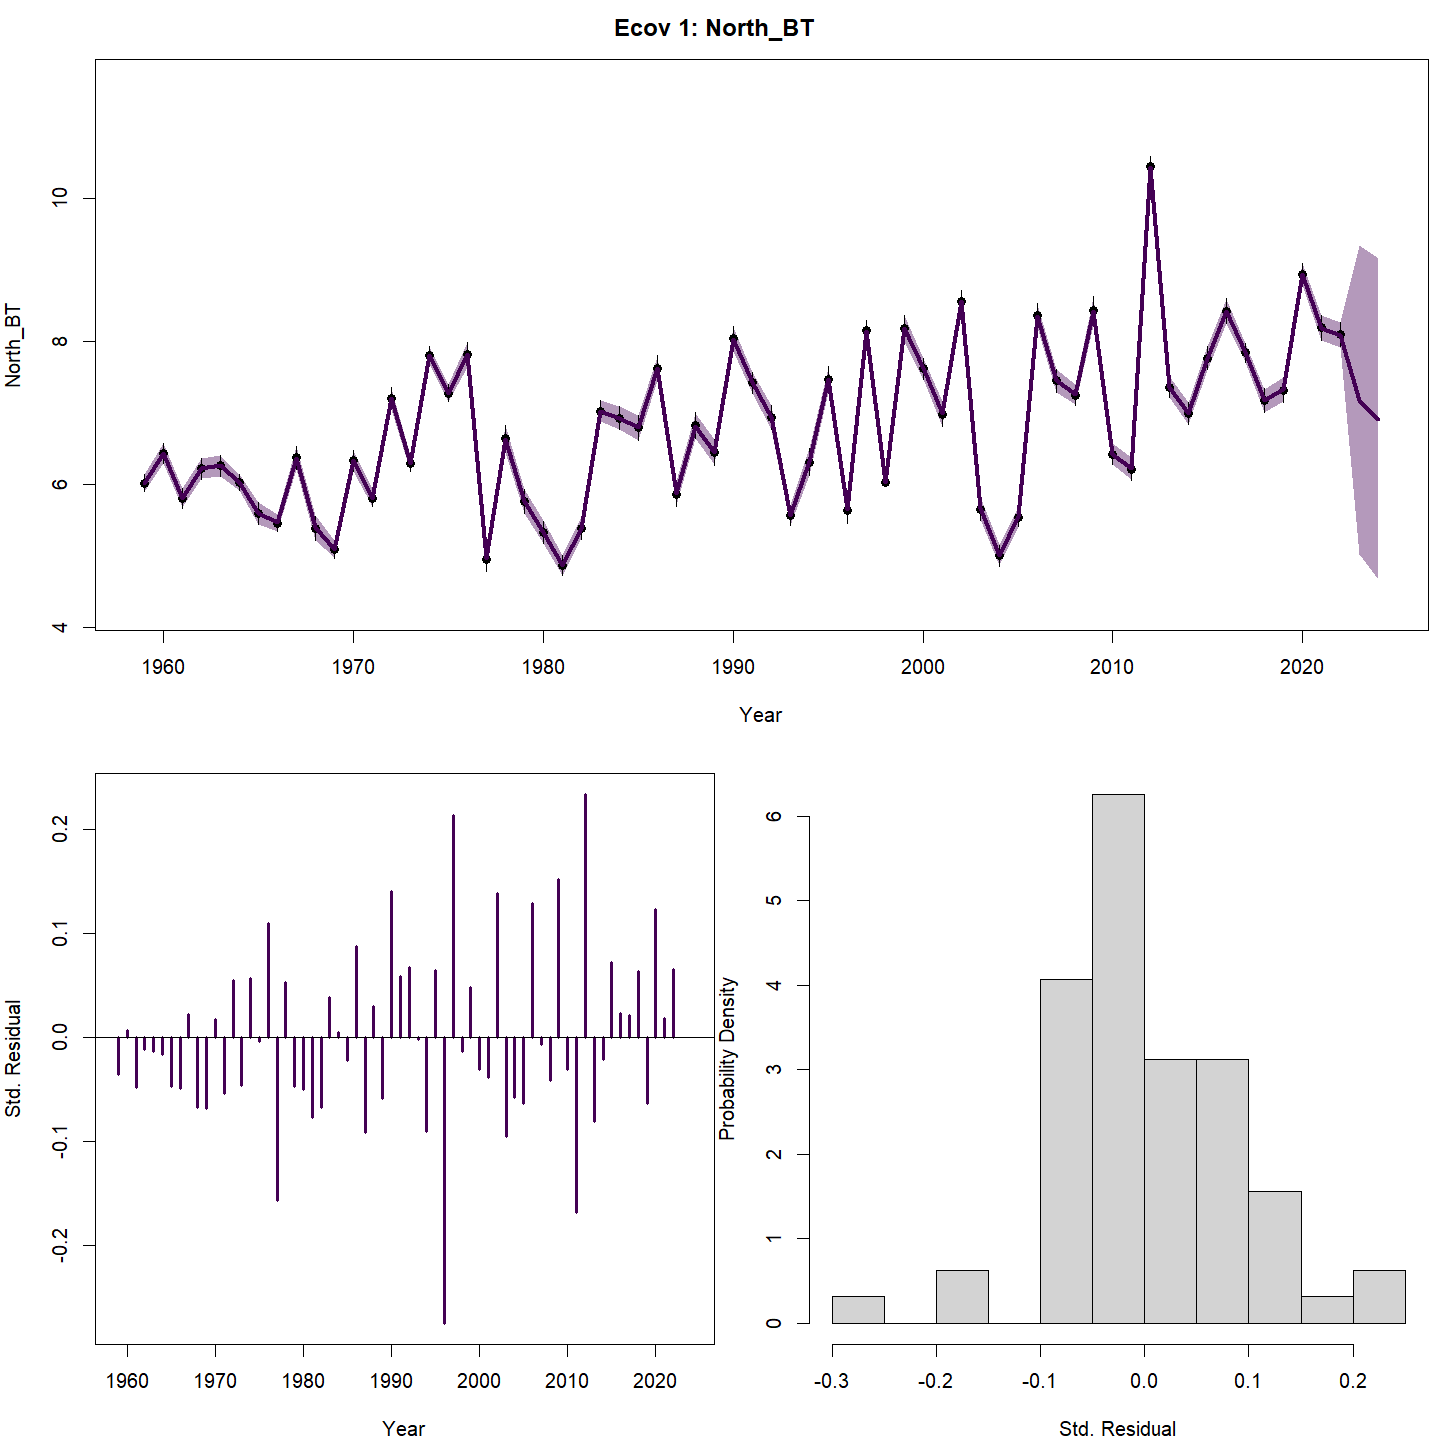 Ecov 1: North_BT
North_BT
10
8
6
4
1960 1970 1980 1990 2000 2010 2020
Year
Std. Residual
0.2
0.1
0.0
-0.1
-0.2
1960 1970 1980 1990 2000 2010 2020
Year
Probability Density
6
5
4
3
2
1
0
-0.3 -0.2 -0.1 0.0 0.1 0.2
Std. Residual